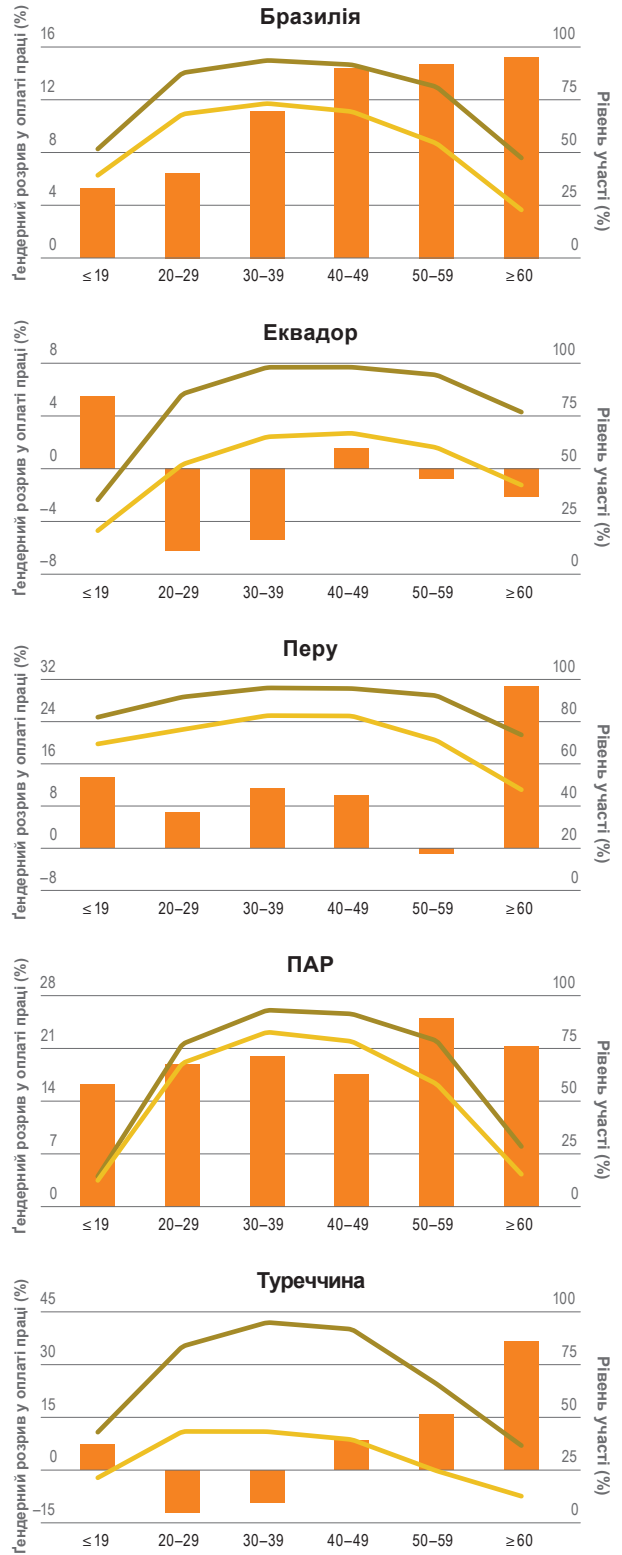 Бразилія
Ґендерний розрив у оплаті праці (%)
16
12
8
4
0
100
75
50
25
0
Рівень участі (%)
≤ 19 20–29 30–39 40–49 50–59 ≥ 60
Еквадор
Ґендерний розрив у оплаті праці (%)
8
4
0
–4
–8
100
75
50
25
0
Рівень участі (%)
≤ 19 20–29 30–39 40–49 50–59 ≥ 60
Перу
Ґендерний розрив у оплаті праці (%)
32
24
16
8
0
–8
100
80
60
40
20
0
Рівень участі (%)
≤ 19 20–29 30–39 40–49 50–59 ≥ 60
ПАР
Ґендерний розрив у оплаті праці (%)
28
21
14
7
0
100
75
50
25
0
Рівень участі (%)
≤ 19 20–29 30–39 40–49 50–59 ≥ 60
Туреччина
Ґендерний розрив у оплаті праці (%)
45
30
15
0
–15
100
75
50
25
0
Рівень участі (%)
≤ 19 20–29 30–39 40–49 50–59 ≥ 60